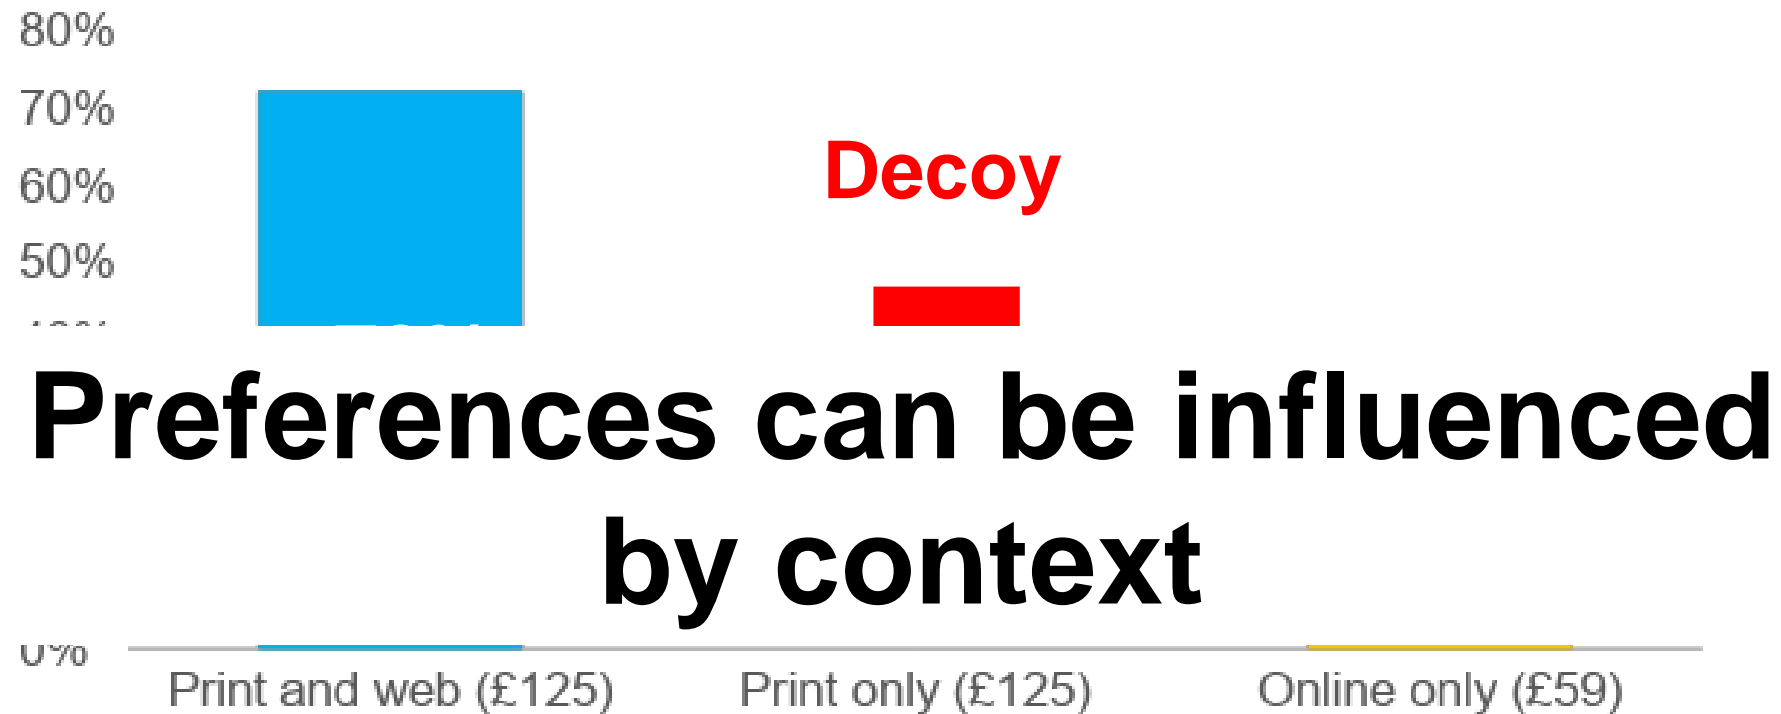 80%
70%
Decoy
60%
50%
Preferences can be influenced
by context
0%
Print and web (£125) Print only (£125) Online only (£59)